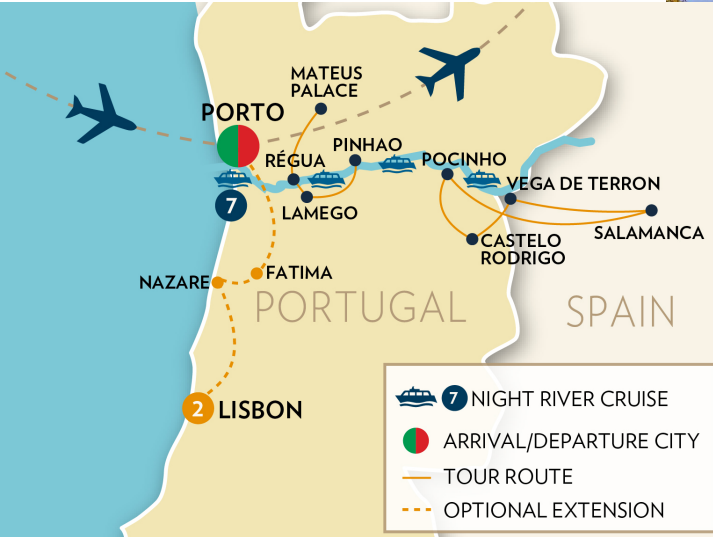 MATEUS
PALACE
PORTO
PINHAO
RÉGUA
POCINHO
VEGA DE TERRON
7
LAMEGO
SALAMANCA
CASTELO
RODRIGO
FATIMA
NAZARE
PORTUGAL
SPAIN
2 LISBON
7 NIGHT RIVER CRUISE
ARRIVAL/DEPARTURE CITY
TOUR ROUTE
OPTIONAL EXTENSION